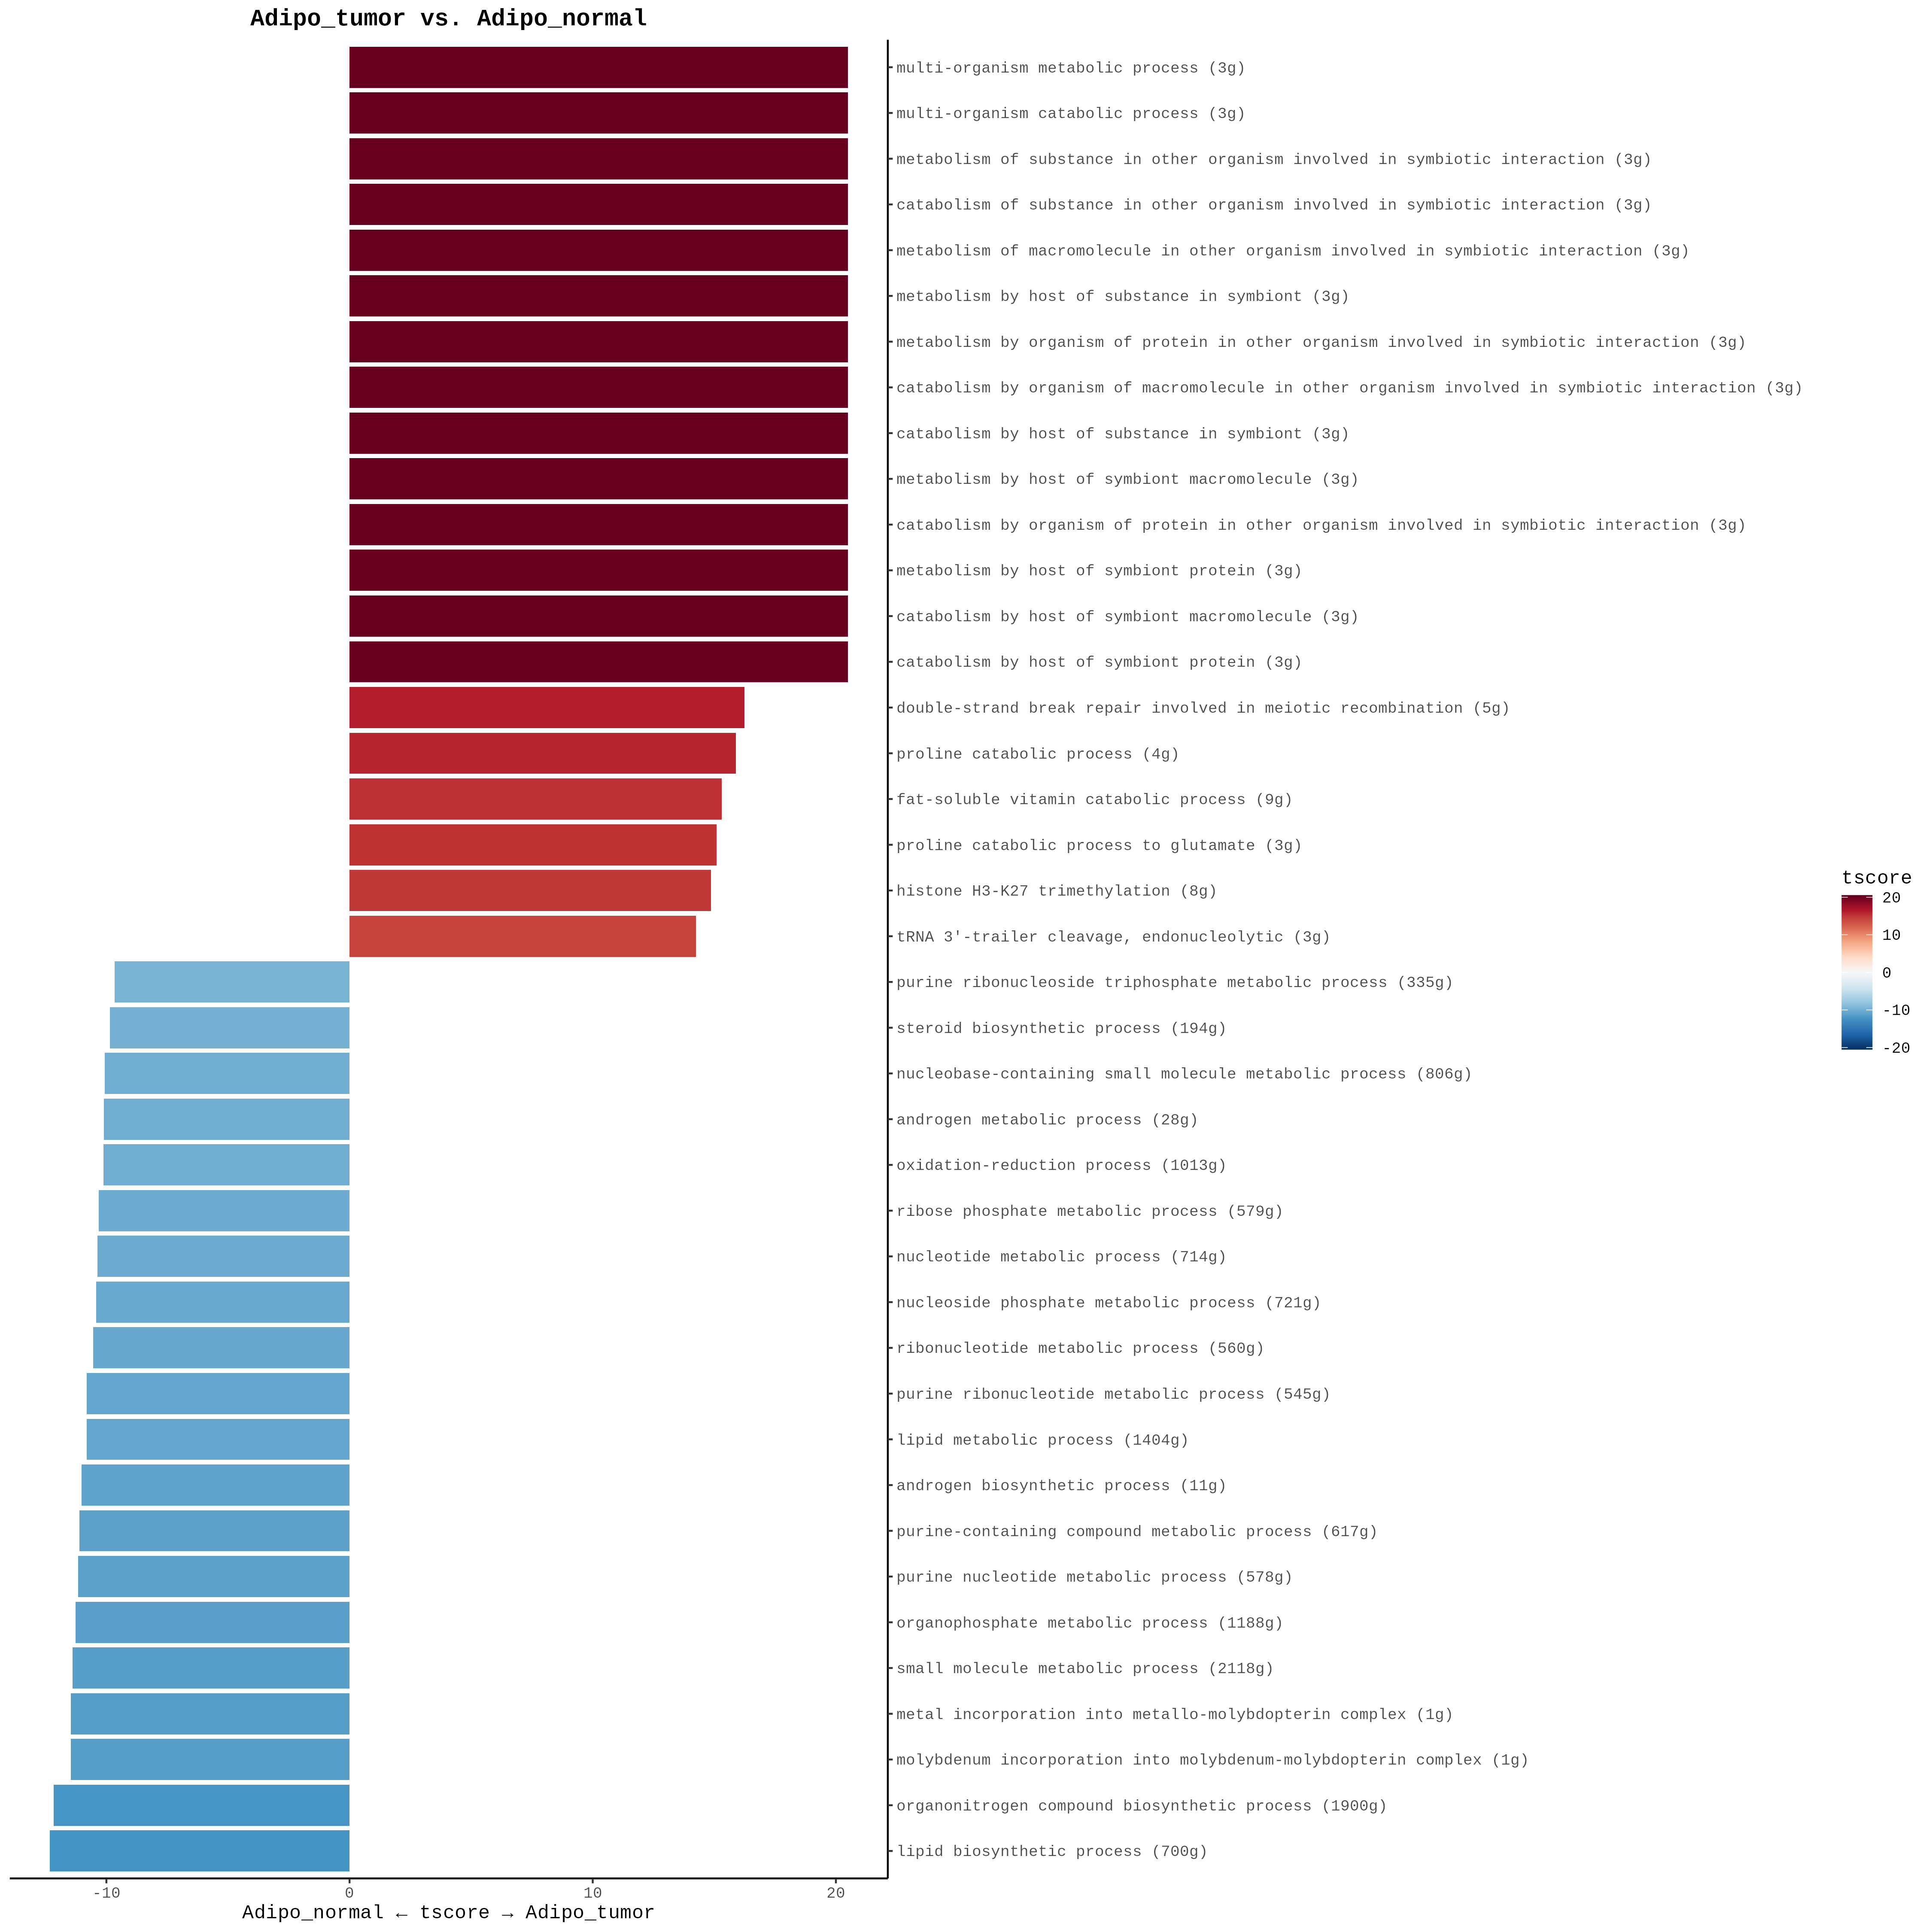 Adipo_tumor vs. Adipo_normal
multi-organism metabolic process (3g)
multi-organism catabolic process (3g)
metabolism of substance in other organism involved in symbiotic interaction (3g)
catabolism of substance in other organism involved in symbiotic interaction (3g)
metabolism of macromolecule in other organism involved in symbiotic interaction (3g)
metabolism by host of substance in symbiont (3g)
metabolism by organism of protein in other organism involved in symbiotic interaction (3g)
catabolism by organism of macromolecule in other organism involved in symbiotic interaction (3g)
catabolism by host of substance in symbiont (3g)
metabolism by host of symbiont macromolecule (3g)
catabolism by organism of protein in other organism involved in symbiotic interaction (3g)
metabolism by host of symbiont protein (3g)
catabolism by host of symbiont macromolecule (3g)
catabolism by host of symbiont protein (3g)
double-strand break repair involved in meiotic recombination (5g)
proline catabolic process (4g)
fat-soluble vitamin catabolic process (9g)
proline catabolic process to glutamate (3g)
histone H3-K27 trimethylation (8g)
tRNA 3'-trailer cleavage, endonucleolytic (3g)
purine ribonucleoside triphosphate metabolic process (335g)
steroid biosynthetic process (194g)
nucleobase-containing small molecule metabolic process (806g)
androgen metabolic process (28g)
oxidation-reduction process (1013g)
ribose phosphate metabolic process (579g)
nucleotide metabolic process (714g)
nucleoside phosphate metabolic process (721g)
ribonucleotide metabolic process (560g)
purine ribonucleotide metabolic process (545g)
lipid metabolic process (1404g)
androgen biosynthetic process (11g)
purine-containing compound metabolic process (617g)
purine nucleotide metabolic process (578g)
organophosphate metabolic process (1188g)
small molecule metabolic process (2118g)
metal incorporation into metallo-molybdopterin complex (1g)
molybdenum incorporation into molybdenum-molybdopterin complex (1g)
organonitrogen compound biosynthetic process (1900g)
lipid biosynthetic process (700g)
-10 0 10 20
Adipo_normal ← tscore → Adipo_tumor
tscore
20
10
0
-10
-20